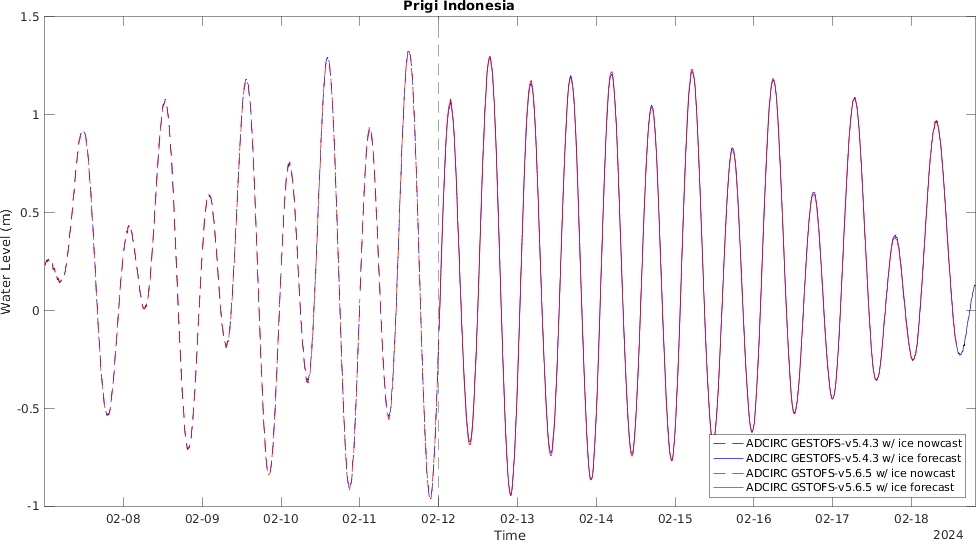 Prigi Indonesia
1.5
1
0.5
0
-0.5
-1
Water Level (m)
ADCIRC GESTOFS-v5.4.3 w/ ice nowcast
ADCIRC GESTOFS-v5.4.3 w/ ice forecast
ADCIRC GSTOFS-v5.6.5 w/ ice nowcast
ADCIRC GSTOFS-v5.6.5 w/ ice forecast
02-08 02-09 02-10 02-11 02-12 02-13 02-14 02-15 02-16 02-17 02-18
Time
2024